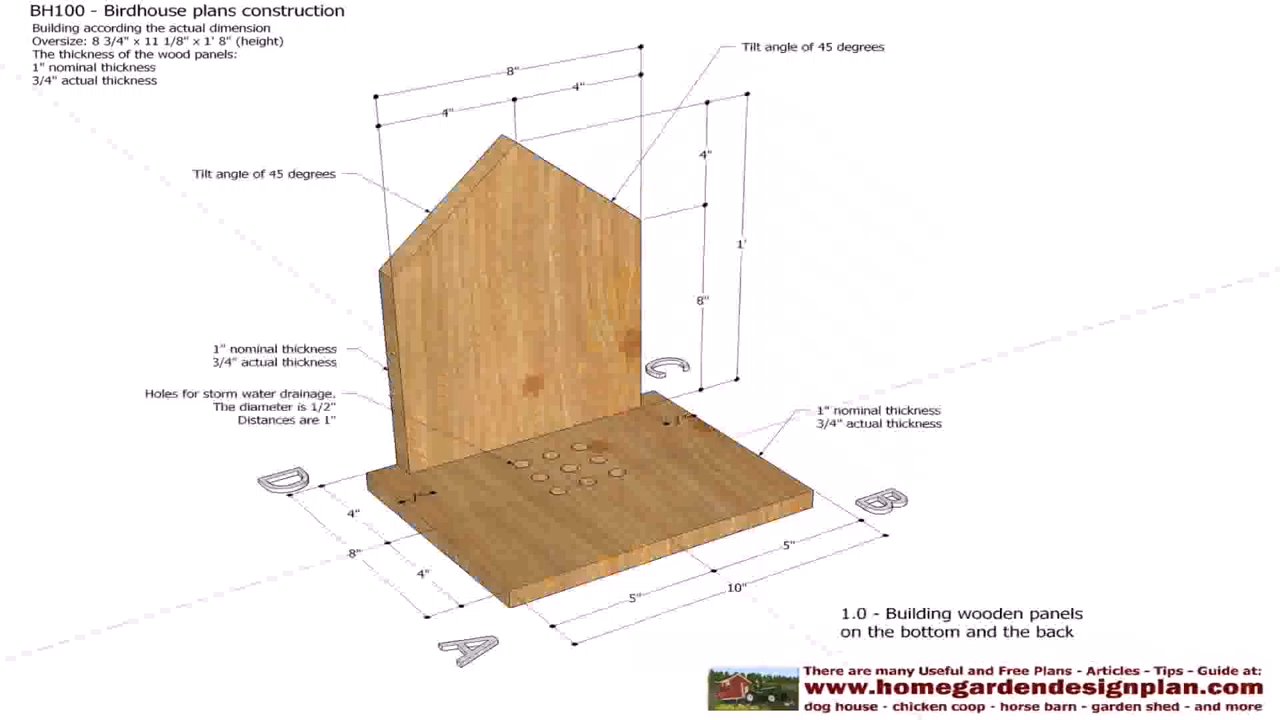 BH100 - Birdhouse plans construction
Building according the actual dimension
Oversize: 8 3/4" x 11 1/8" x 1' 8" (height)
The thickness of the wood panels:
1" nominal thickness
3/4" actual thickness
Tilt angle of 45 degrees
8"
4"
4"
Tilt angle of 45 degrees
4"
1'
8"
1" nominal thickness
3/4" actual thickness
Holes for storm water drainage.
The diameter is 1/2"
Distances are 1"
C
1" nominal thickness
3/4" actual thickness
1"
D
1"
B
4"
8"
4"
5"
10"
5"
A
1.0 - Building wooden panels
on the bottom and the back
There are many Useful and Free Plans - Articles - Tips - Guide at:
www.homegardendesignplan.com
dog house - chicken coop - horse barn - garden shed - and more